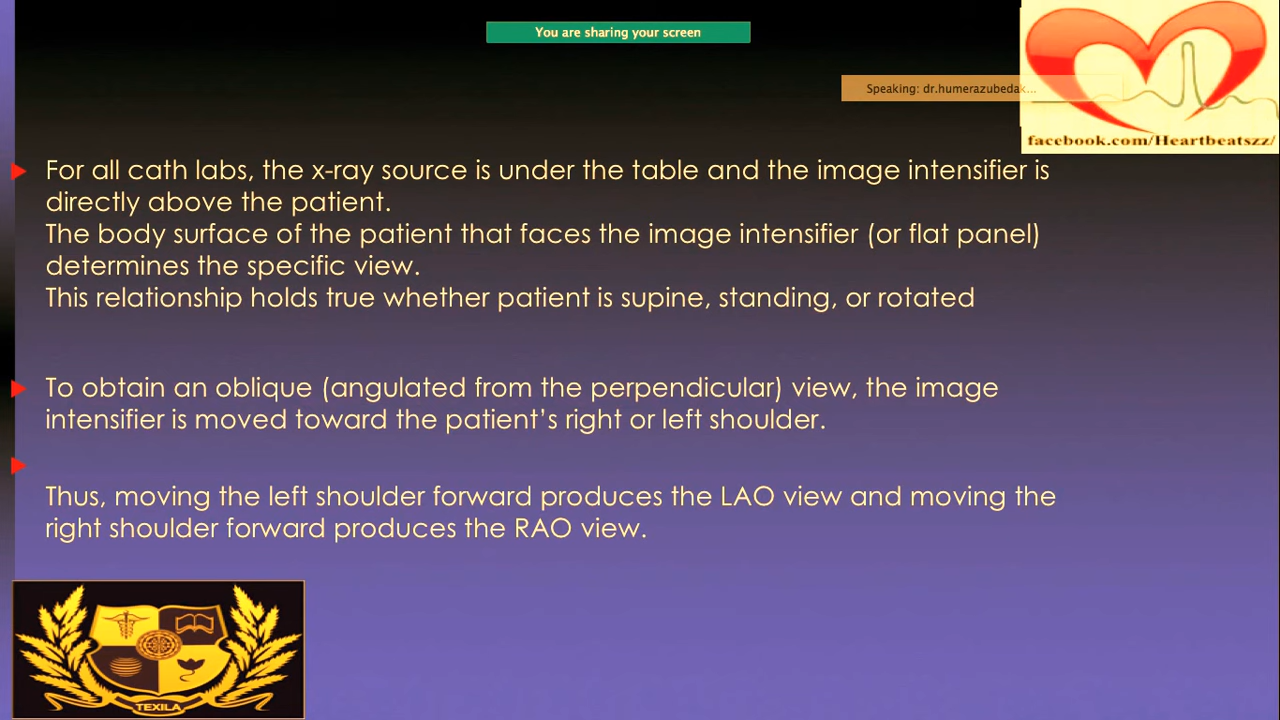 You are sharing your screen
Speaking: dr.humerazubedak...
facebook.com/Heartbeatszz/
For all cath labs, the x-ray source is under the table and the image intensifier is
directly above the patient.
The body surface of the patient that faces the image intensifier (or flat panel)
determines the specific view.
This relationship holds true whether patient is supine, standing, or rotated
To obtain an oblique (angulated from the perpendicular) view, the image
intensifier is moved toward the patient’s right or left shoulder.
Thus, moving the left shoulder forward produces the LAO view and moving the
right shoulder forward produces the RAO view.
TEXILA